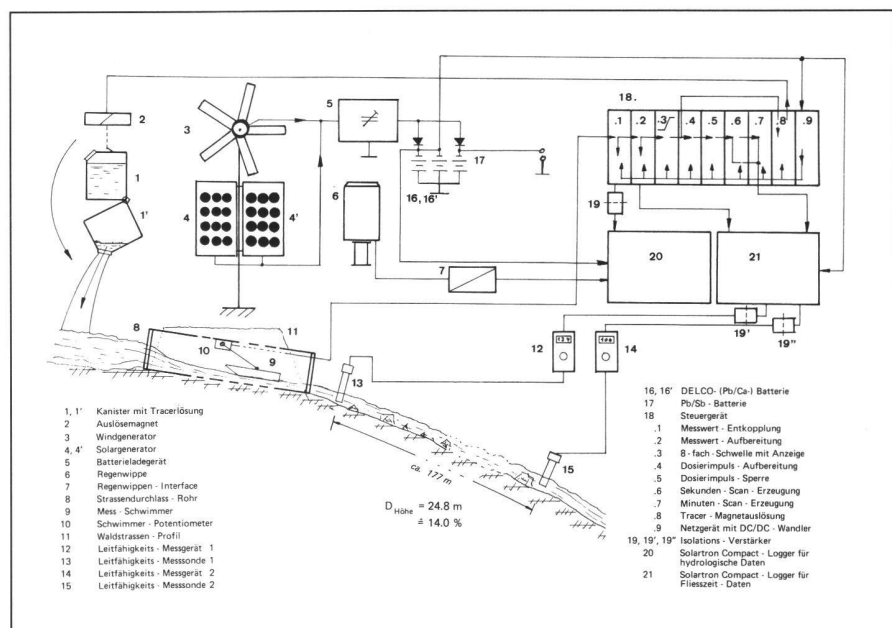 2
3
1
1'
4
4'
5
6
16, 16'
17
7
18.
.1
.2
.3
.4
.5
.6
.7
.8
.9
19
20
21
19'
19"
8
11
10
9
13
12
14
15
ca. 177 m
D Höhe = 24.8 m
≙ 14.0 %
1, 1' Kanister mit Tracerlösung
2 Auslösemagnet
3 Windgenerator
4, 4' Solargenerator
5 Batterieladegerät
6 Regenwippe
7 Regenwippen - Interface
8 Strassendurchlass - Rohr
9 Mess - Schwimmer
10 Schwimmer - Potentiometer
11 Waldstrassen - Profil
12 Leitfähigkeits - Messgerät 1
13 Leitfähigkeits - Messsonde 1
14 Leitfähigkeits - Messgerät 2
15 Leitfähigkeits - Messsonde 2
16, 16' DELCO- (Pb/Ca-) Batterie
17 Pb/Sb - Batterie
18 Steuergerät
.1 Messwert - Entkopplung
.2 Messwert - Aufbereitung
.3 8 - fach - Schwelle mit Anzeige
.4 Dosierimpuls - Aufbereitung
.5 Dosierimpuls - Sperre
.6 Sekunden - Scan - Erzeugung
.7 Minuten - Scan - Erzeugung
.8 Tracer - Magnetauslösung
.9 Netzgerät mit DC/DC - Wandler
19, 19', 19" Isolations - Verstärker
20 Solartron Compact - Logger für
hydrologische Daten
21 Solartron Compact - Logger für
Fliesszeit - Daten